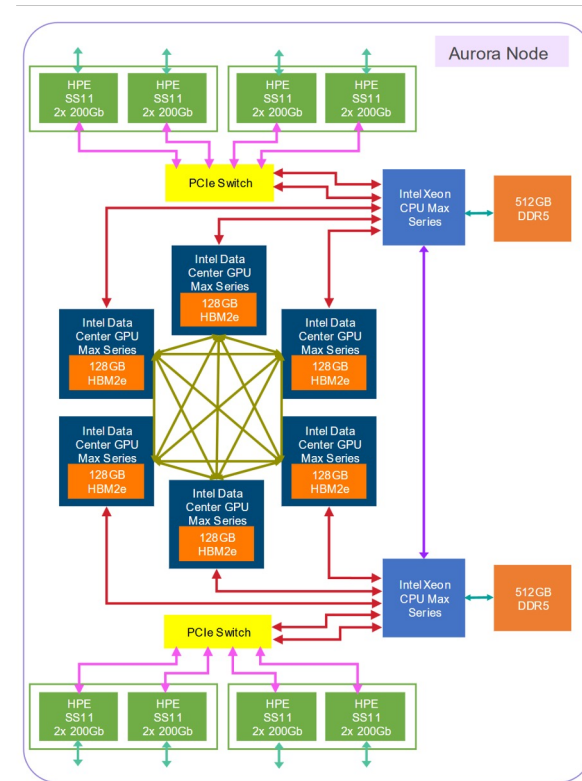 Aurora Node
HPE
SS11
2x 200Gb
HPE
SS11
2x 200Gb
HPE
SS11
2x 200Gb
HPE
SS11
2x 200Gb
PCIe Switch
Intel Xeon
CPU Max
Series
512GB
DDR5
Intel Data
Center GPU
Max Series
128GB
HBM2e
Intel Data
Center GPU
Max Series
128GB
HBM2e
Intel Data
Center GPU
Max Series
128GB
HBM2e
Intel Data
Center GPU
Max Series
128GB
HBM2e
Intel Data
Center GPU
Max Series
128GB
HBM2e
Intel Data
Center GPU
Max Series
128GB
HBM2e
Intel Xeon
CPU Max
Series
512GB
DDR5
PCIe Switch
HPE
SS11
2x 200Gb
HPE
SS11
2x 200Gb
HPE
SS11
2x 200Gb
HPE
SS11
2x 200Gb